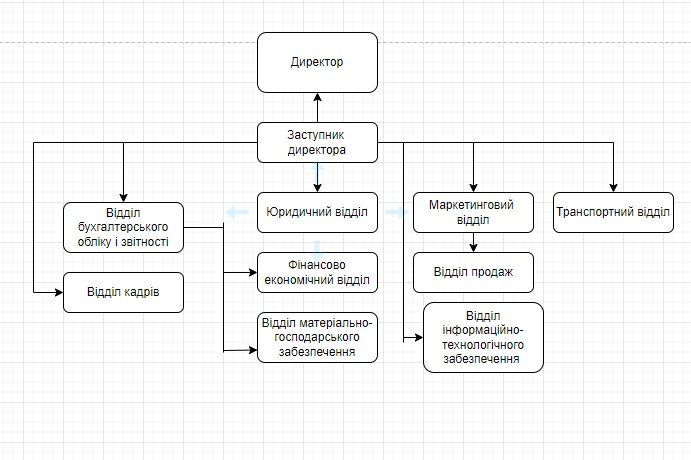 Директор
Заступник
директора
Відділ
бухгалтерського
обліку і звітності
Юридичний відділ
Маркетинговий
відділ
Транспортний відділ
Відділ кадрів
Фінансово
економічний відділ
Відділ продаж
Відділ матеріально-
господарського
забезпечення
Відділ
інформаційно-
технологічного
забезпечення